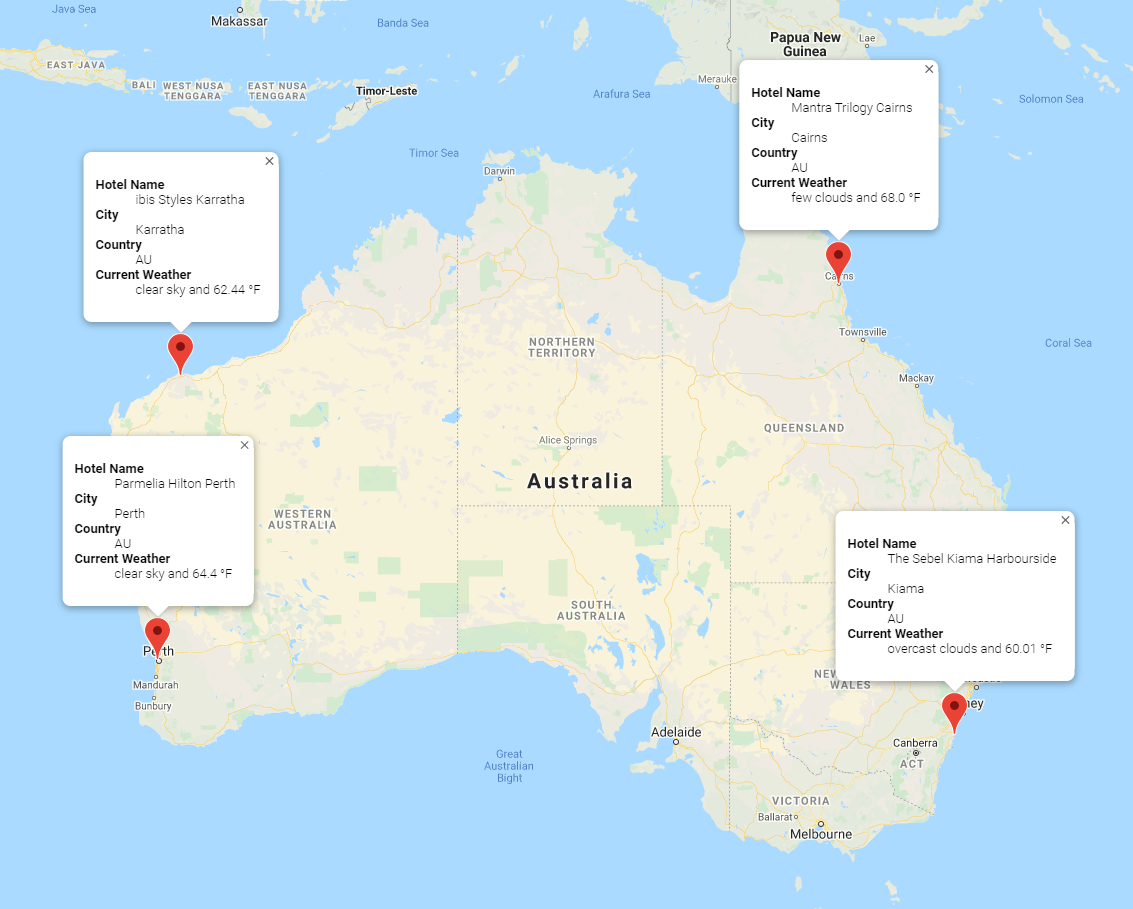 Java Sea
Makassar
Banda Sea
Papua New
Guinea
Lae
EAST JAVA
BALI
WEST NUSA
TENGGARA
EAST NUSA
TENGGARA
Timor-Leste
Arafura Sea
Merauke
Solomon Sea
Hotel Name
Mantra Trilogy Cairns
City
Cairns
Country
AU
Current Weather
few clouds and 68.0 °F
Timor Sea
Darwin
Hotel Name
ibis Styles Karratha
City
Karratha
Country
AU
Current Weather
clear sky and 62.44 °F
Cairns
Townsville
Coral Sea
NORTHERN
TERRITORY
Mackay
QUEENSLAND
Alice Springs
Australia
Hotel Name
Parmelia Hilton Perth
City
Perth
Country
AU
Current Weather
clear sky and 64.4 °F
WESTERN
AUSTRALIA
Hotel Name
The Sebel Kiama Harbourside
City
Kiama
Country
AU
Current Weather
overcast clouds and 60.01 °F
SOUTH
AUSTRALIA
Perth
Mandurah
Bunbury
NEW
WALES
ney
Adelaide
Canberra
ACT
Great
Australian
Bight
VICTORIA
Ballarat
Melbourne